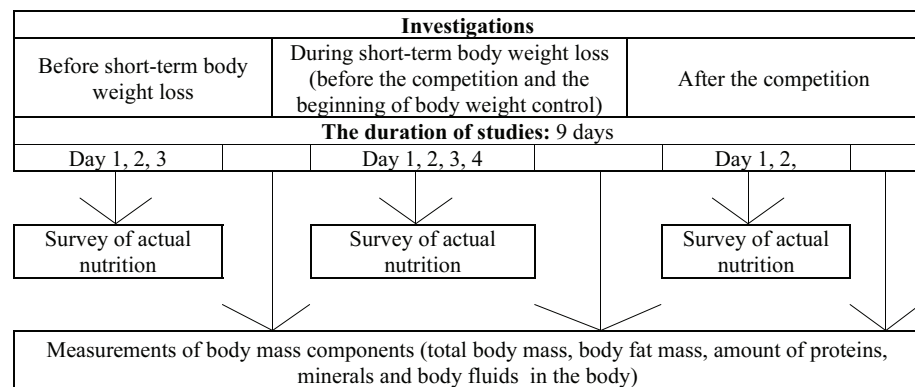 Investigations
Before short-term body
weight loss
During short-term body weight loss
(before the competition and the
beginning of body weight control)
After the competition
The duration of studies: 9 days
Day 1, 2, 3
Day 1, 2, 3, 4
Day 1, 2,
Survey of actual
nutrition
Survey of actual
nutrition
Survey of actual
nutrition
Measurements of body mass components (total body mass, body fat mass, amount of proteins,
minerals and body fluids in the body)